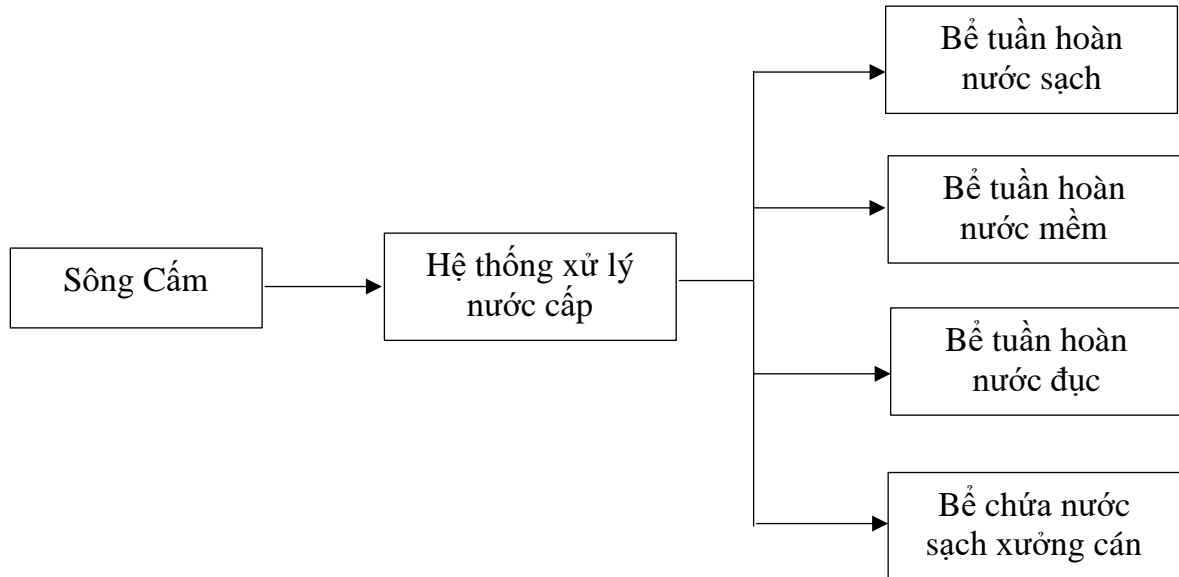 Bể tuần hoàn
nước sạch
Bể tuần hoàn
nước mềm
Sông Cấm
Hệ thống xử lý
nước cấp
Bể tuần hoàn
nước đục
Bể chứa nước
sạch xưởng cán